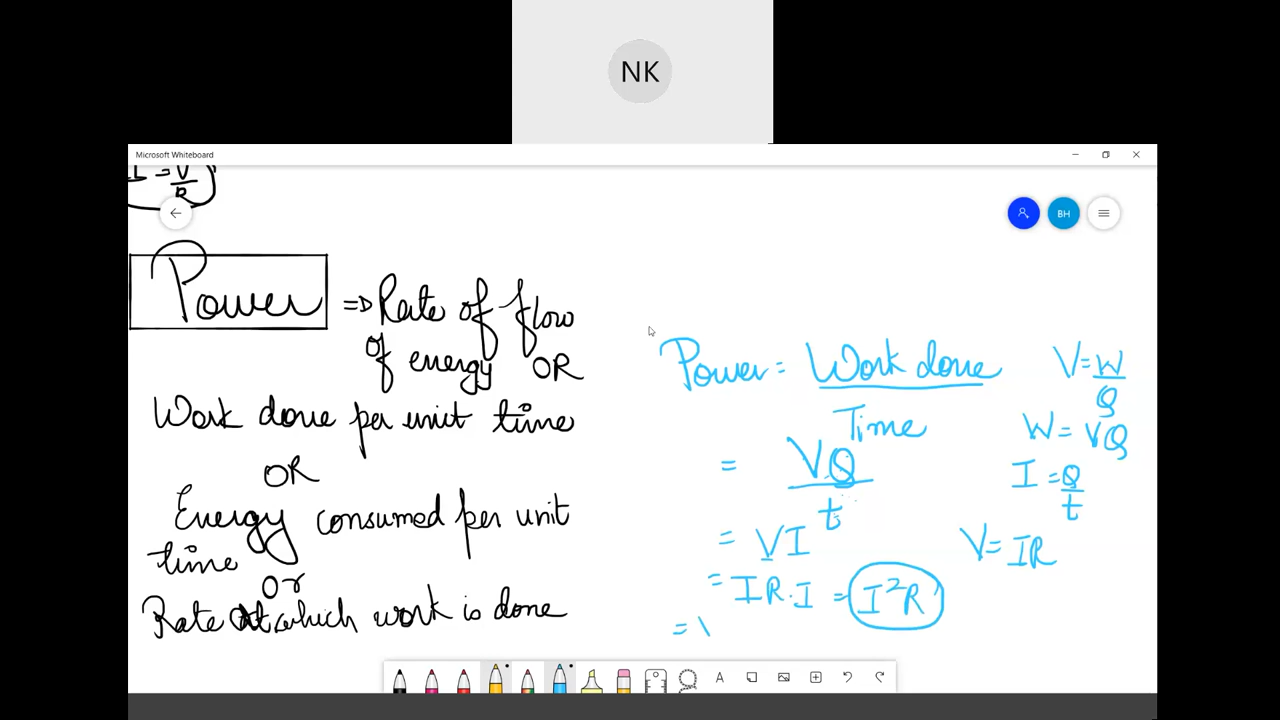 NK
Microsoft Whiteboard
I = V/R
BH
Power ⇒ Rate of flow
of energy OR
Work done per unit time
OR
Energy consumed per unit
time
Or
Rate at which work is done
Power = Work done
Time
= VQ/t
= VI
= IR.I = I²R
= \
V = W/Q
W = VQ
I = Q/t
V = IR
A